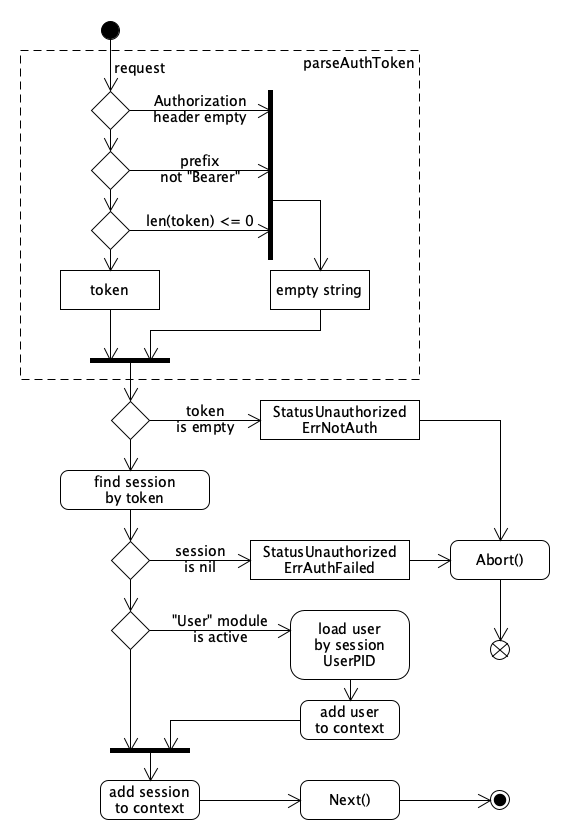 parseAuthToken
request
Authorization
header empty
prefix
not "Bearer"
len(token) <= 0
token
empty string
token
is empty
StatusUnauthorized
ErrNotAuth
find session
by token
session
is nil
StatusUnauthorized
ErrAuthFailed
Abort()
"User" module
is active
load user
by session
UserPID
add user
to context
add session
to context
Next()